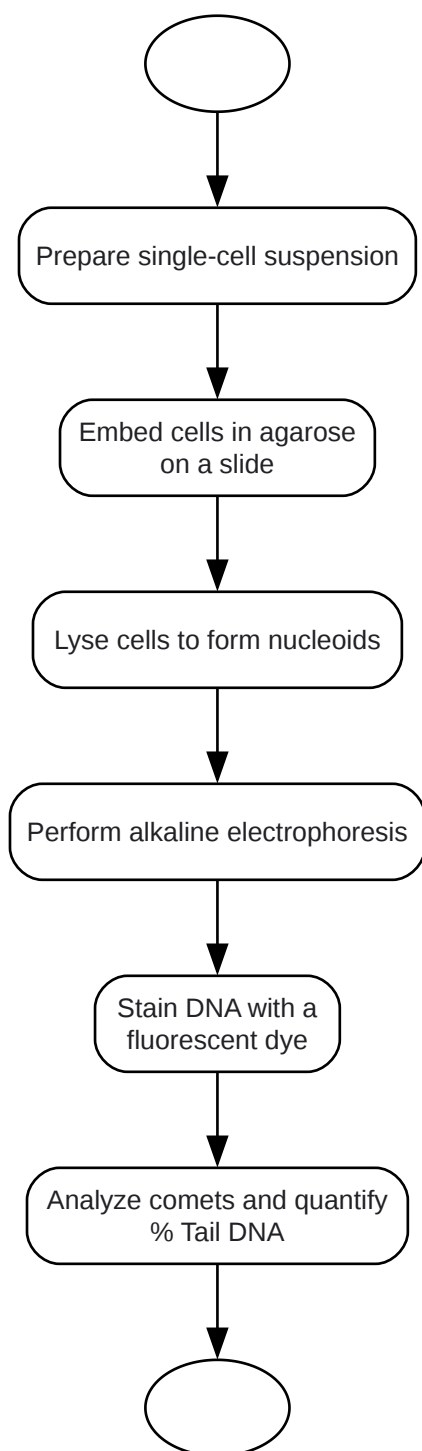 Prepare single-cell suspension
Embed cells in agarose
on a slide
Lyse cells to form nucleoids
Perform alkaline electrophoresis
Stain DNA with a
fluorescent dye
Analyze comets and quantify
% Tail DNA